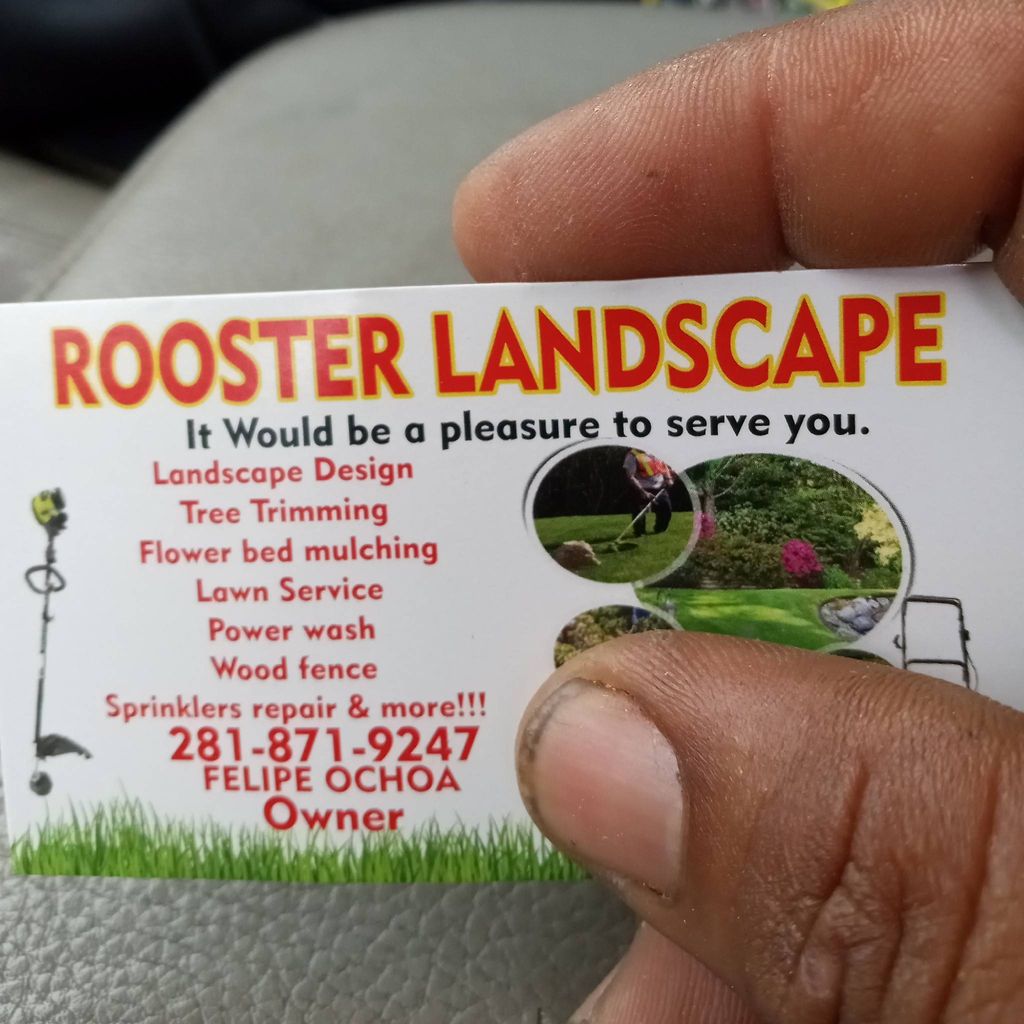 ROOSTER LANDSCAPE
It Would be a pleasure to serve you.
Landscape Design
Tree Trimming
Flower bed mulching
Lawn Service
Power wash
Wood fence
Sprinklers repair & more!!!
281-871-9247
FELIPE OCHOA
Owner